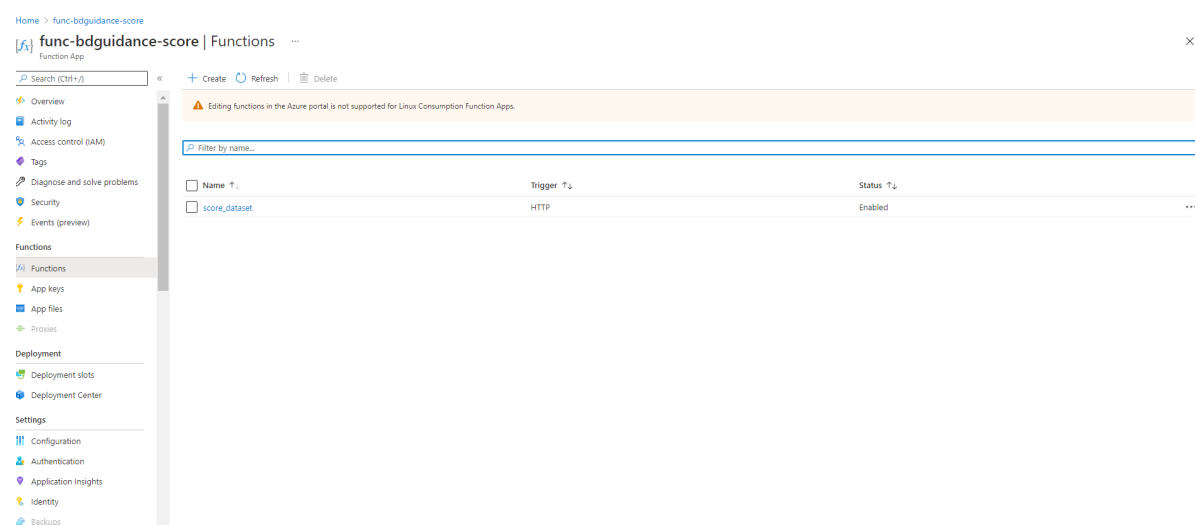 Home > func-bdguidance-score
func-bdguidance-score | Functions ...
Function App
Search (Ctrl+/)
«
Create Refresh Delete
Overview
Activity log
Access control (IAM)
Tags
Diagnose and solve problems
Security
Events (preview)
Functions
Functions
App keys
App files
Proxies
Deployment
Deployment slots
Deployment Center
Settings
Configuration
Authentication
Application Insights
Identity
Backups
Editing functions in the Azure portal is not supported for Linux Consumption Function Apps.
Filter by name...
Name ↑↓ Trigger ↑↓ Status ↑↓
score_dataset HTTP Enabled ...